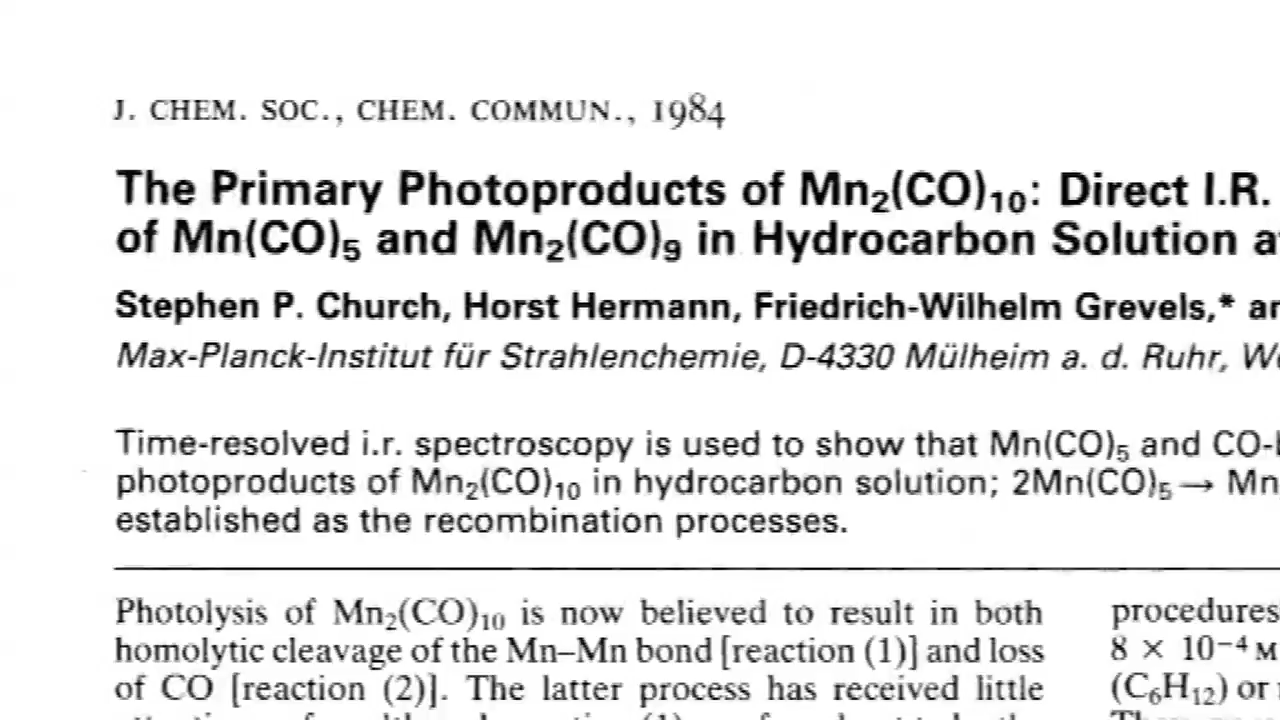 J. CHEM. SOC., CHEM. COMMUN., 1984
The Primary Photoproducts of Mn₂(CO)₁₀: Direct I.R.
of Mn(CO)₅ and Mn₂(CO)₉ in Hydrocarbon Solution
Stephen P. Church, Horst Hermann, Friedrich-Wilhelm Grevels,*
Max-Planck-Institut für Strahlenchemie, D-4330 Mülheim a. d. Ruhr,
Time-resolved i.r. spectroscopy is used to show that Mn(CO)₅ and
photoproducts of Mn₂(CO)₁₀ in hydrocarbon solution; 2Mn(CO)₅ →
established as the recombination processes.
Photolysis of Mn₂(CO)₁₀ is now believed to result in both
homolytic cleavage of the Mn–Mn bond [reaction (1)] and loss
of CO [reaction (2)]. The latter process has received little
procedures
8 × 10⁻⁴ M
(C₆H₁₂) or